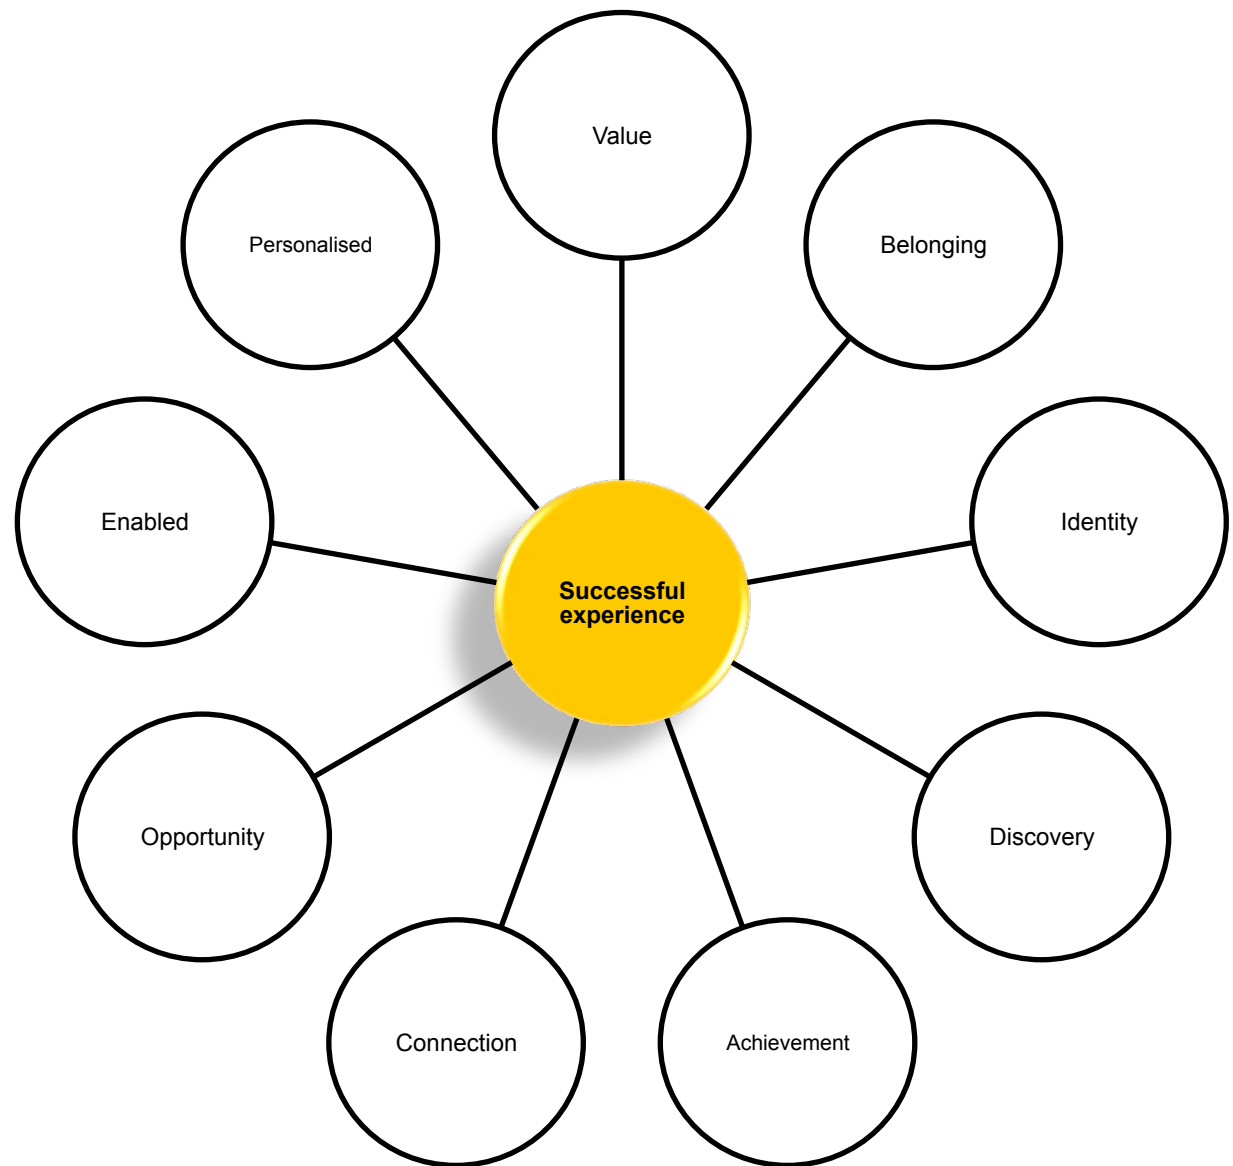 Value
Personalised
Belonging
Enabled
Identity
Successful
experience
Opportunity
Discovery
Connection
Achievement